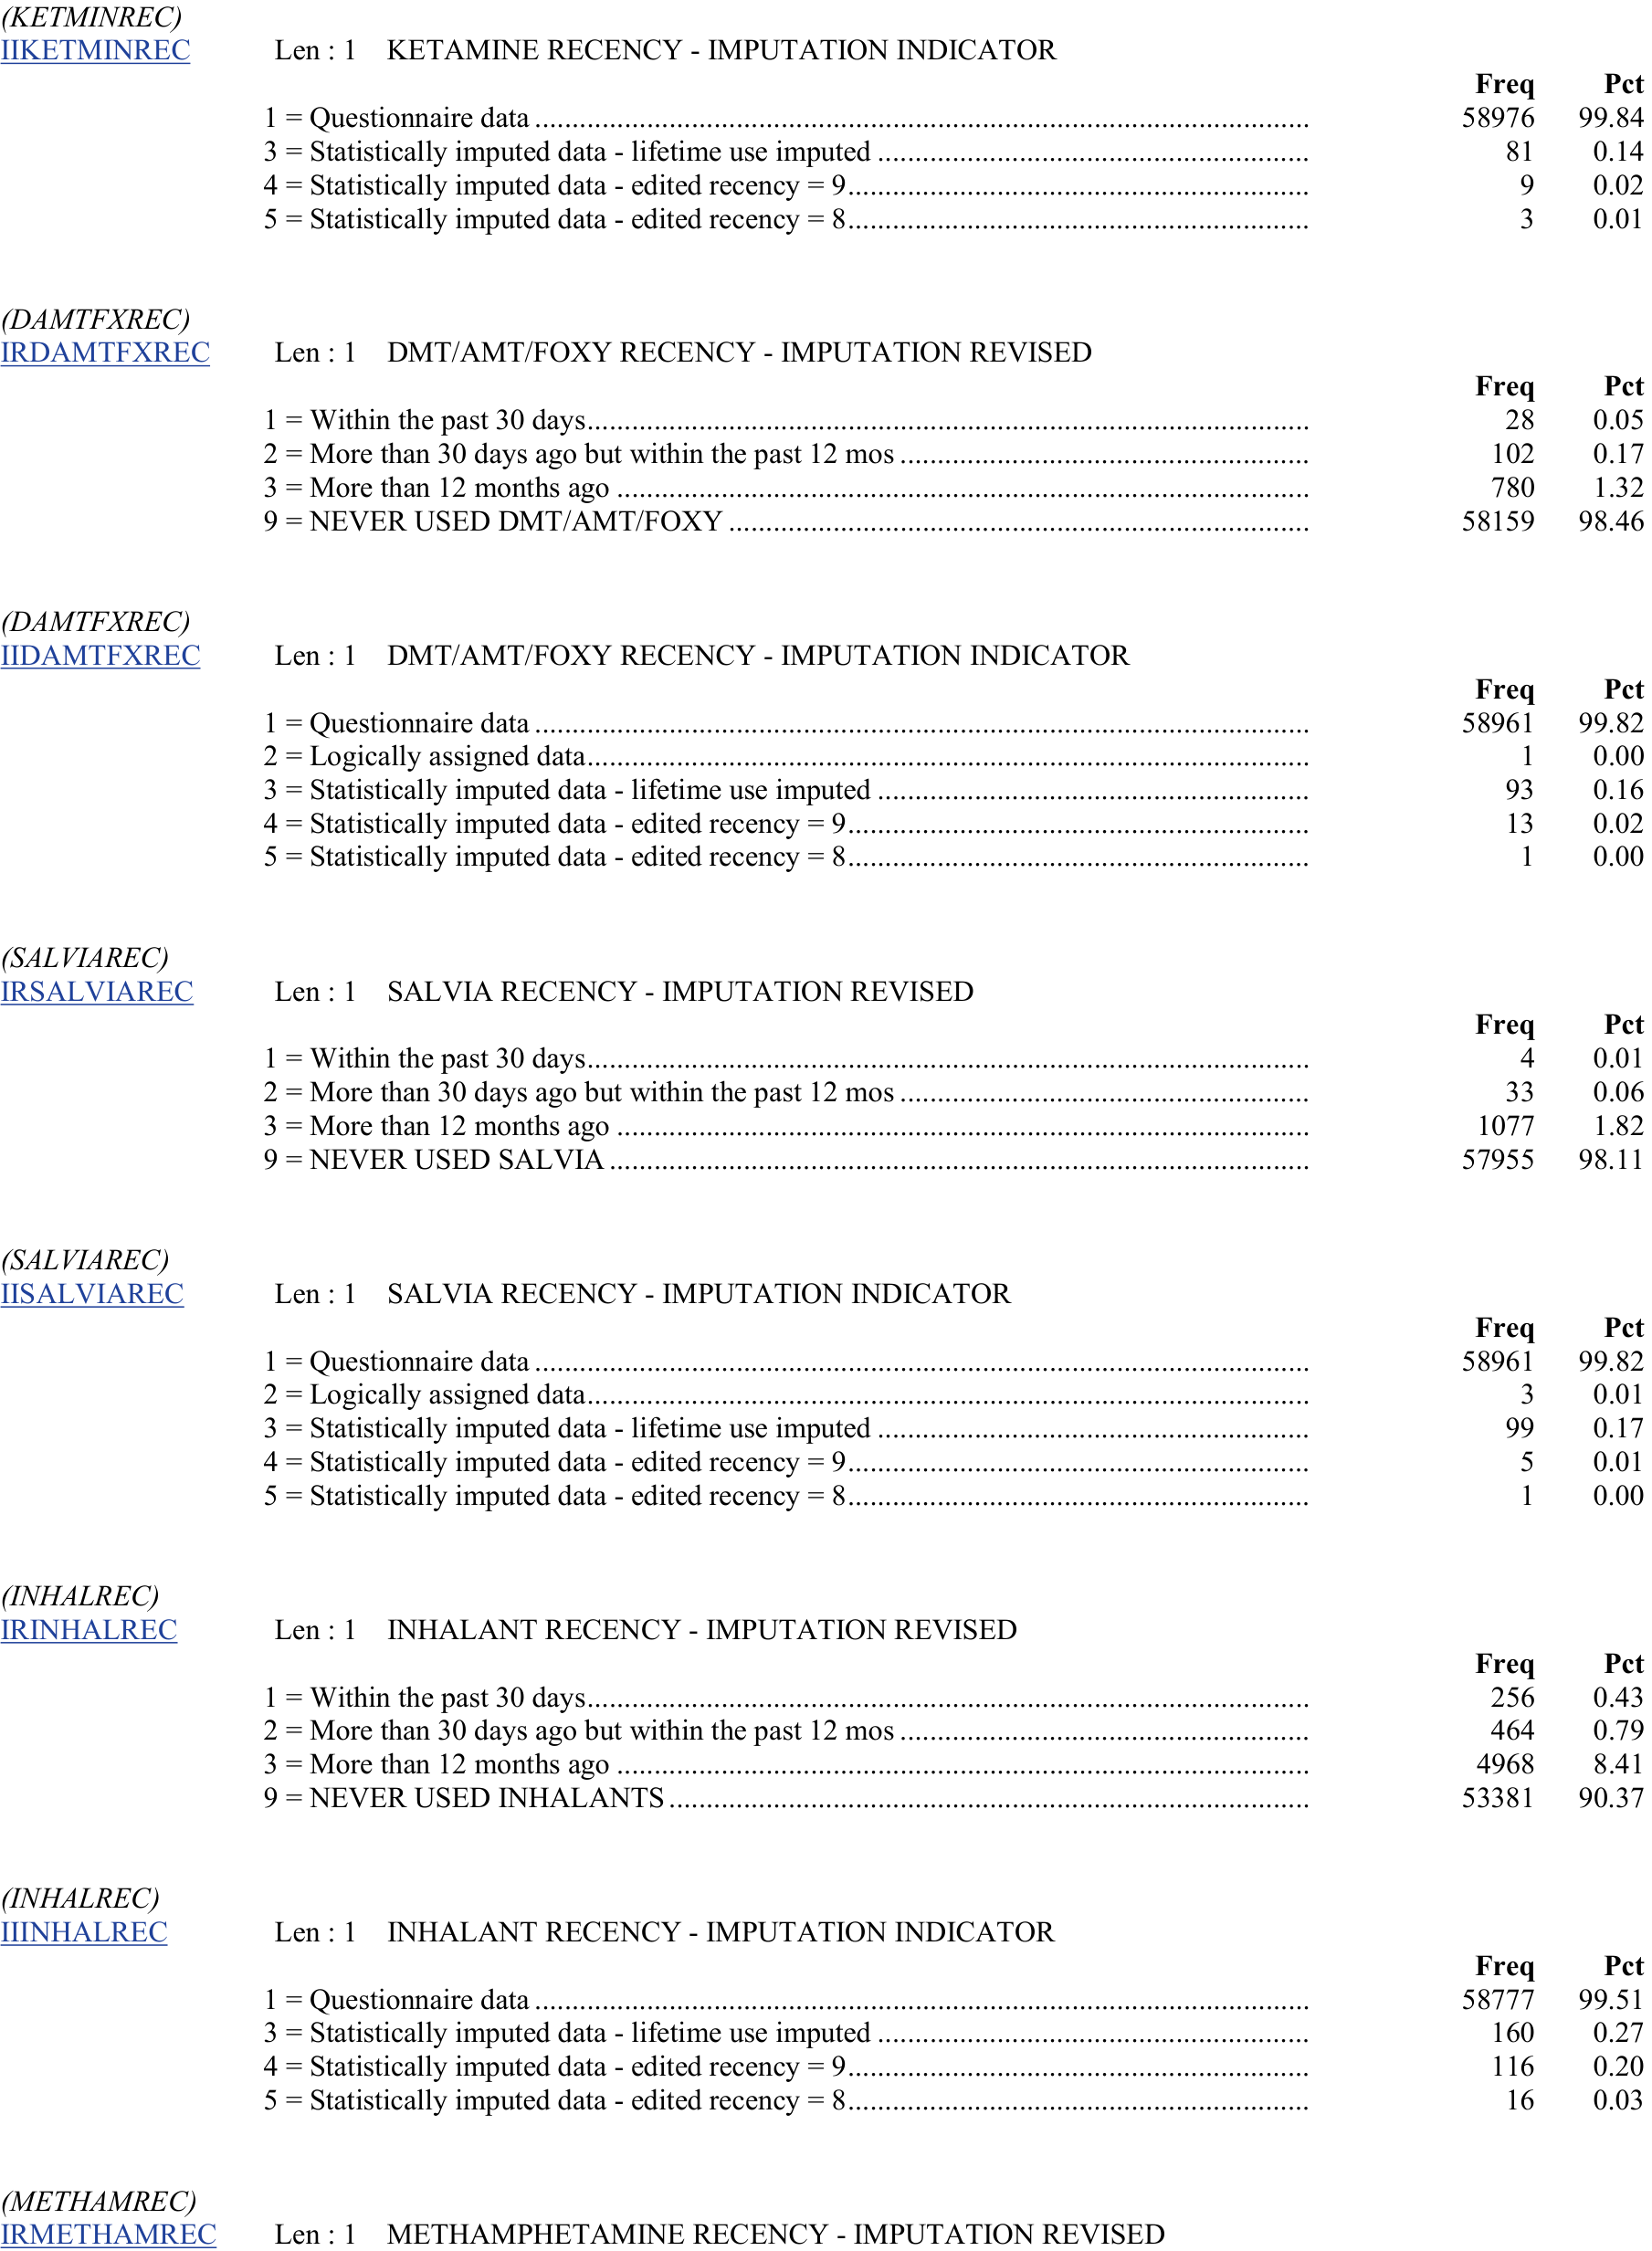 (KETMINREC)
IIKETMINREC Len : 1 KETAMINE RECENCY - IMPUTATION INDICATOR
Freq Pct
1 = Questionnaire data 58976 99.84
3 = Statistically imputed data - lifetime use imputed 81 0.14
4 = Statistically imputed data - edited recency = 9 9 0.02
5 = Statistically imputed data - edited recency = 8 3 0.01
(DAMTFXREC)
IRDAMTFXREC Len : 1 DMT/AMT/FOXY RECENCY - IMPUTATION REVISED
Freq Pct
1 = Within the past 30 days 28 0.05
2 = More than 30 days ago but within the past 12 mos 102 0.17
3 = More than 12 months ago 780 1.32
9 = NEVER USED DMT/AMT/FOXY 58159 98.46
(DAMTFXREC)
IIDAMTFXREC Len : 1 DMT/AMT/FOXY RECENCY - IMPUTATION INDICATOR
Freq Pct
1 = Questionnaire data 58961 99.82
2 = Logically assigned data 1 0.00
3 = Statistically imputed data - lifetime use imputed 93 0.16
4 = Statistically imputed data - edited recency = 9 13 0.02
5 = Statistically imputed data - edited recency = 8 1 0.00
(SALVIAREC)
IRSALVIAREC Len : 1 SALVIA RECENCY - IMPUTATION REVISED
Freq Pct
1 = Within the past 30 days 4 0.01
2 = More than 30 days ago but within the past 12 mos 33 0.06
3 = More than 12 months ago 1077 1.82
9 = NEVER USED SALVIA 57955 98.11
(SALVIAREC)
IISALVIAREC Len : 1 SALVIA RECENCY - IMPUTATION INDICATOR
Freq Pct
1 = Questionnaire data 58961 99.82
2 = Logically assigned data 3 0.01
3 = Statistically imputed data - lifetime use imputed 99 0.17
4 = Statistically imputed data - edited recency = 9 5 0.01
5 = Statistically imputed data - edited recency = 8 1 0.00
(INHALREC)
IRINHALREC Len : 1 INHALANT RECENCY - IMPUTATION REVISED
Freq Pct
1 = Within the past 30 days 256 0.43
2 = More than 30 days ago but within the past 12 mos 464 0.79
3 = More than 12 months ago 4968 8.41
9 = NEVER USED INHALANTS 53381 90.37
(INHALREC)
IIINHALREC Len : 1 INHALANT RECENCY - IMPUTATION INDICATOR
Freq Pct
1 = Questionnaire data 58777 99.51
3 = Statistically imputed data - lifetime use imputed 160 0.27
4 = Statistically imputed data - edited recency = 9 116 0.20
5 = Statistically imputed data - edited recency = 8 16 0.03
(METHAMREC)
IRMETHAMREC Len : 1 METHAMPHETAMINE RECENCY - IMPUTATION REVISED